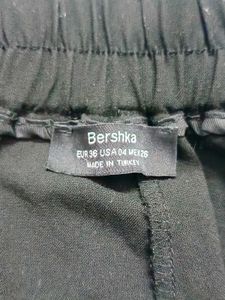 Bershka
EUR 36 USA 04 MEX 26
MADE IN TURKEY